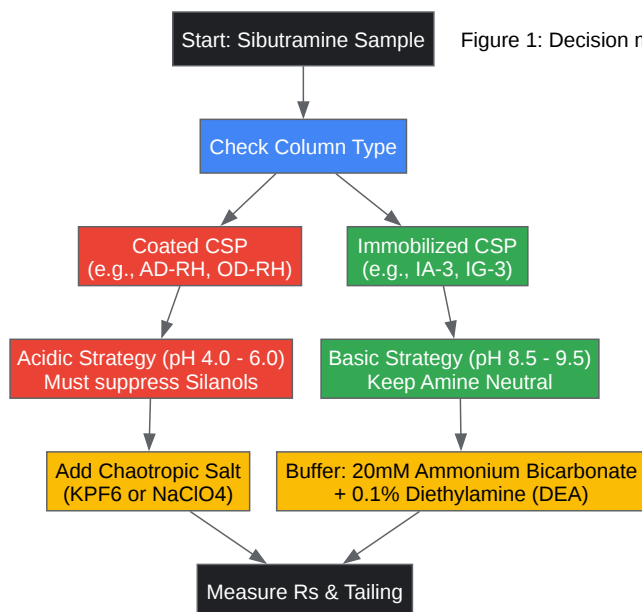 Start: Sibutramine Sample
Figure 1: Decision
Check Column Type
Coated CSP
(e.g., AD-RH, OD-RH)
Immobilized CSP
(e.g., IA-3, IG-3)
Acidic Strategy (pH 4.0 - 6.0)
Must suppress Silanols
Basic Strategy (pH 8.5 - 9.5)
Keep Amine Neutral
Add Chaotropic Salt
(KPF6 or NaClO4)
Buffer: 20mM Ammonium Bicarbonate
+ 0.1% Diethylamine (DEA)
Measure Rs & Tailing